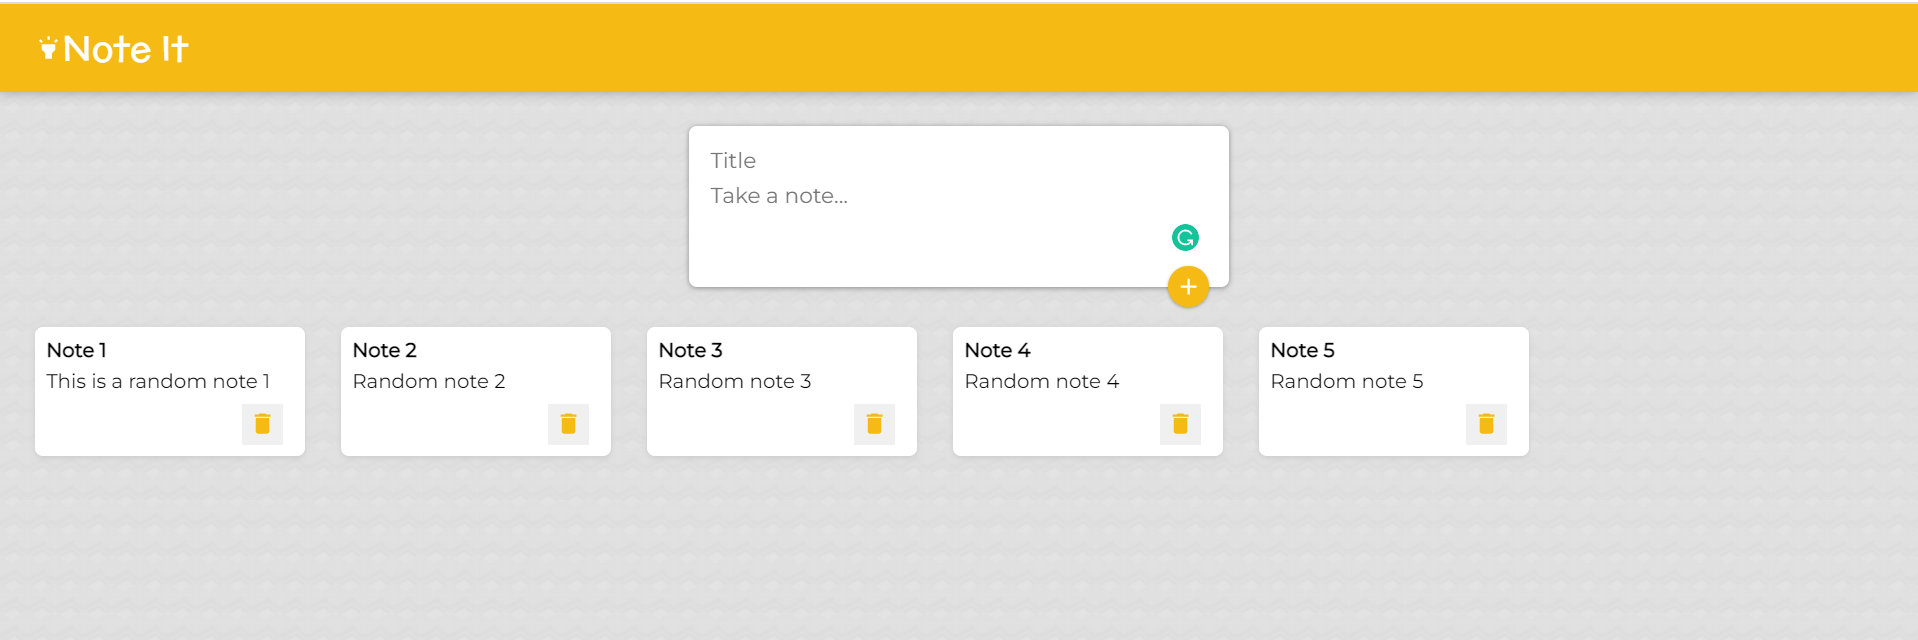 Note It
Title
Take a note...
Note 1
This is a random note 1
Note 2
Random note 2
Note 3
Random note 3
Note 4
Random note 4
Note 5
Random note 5